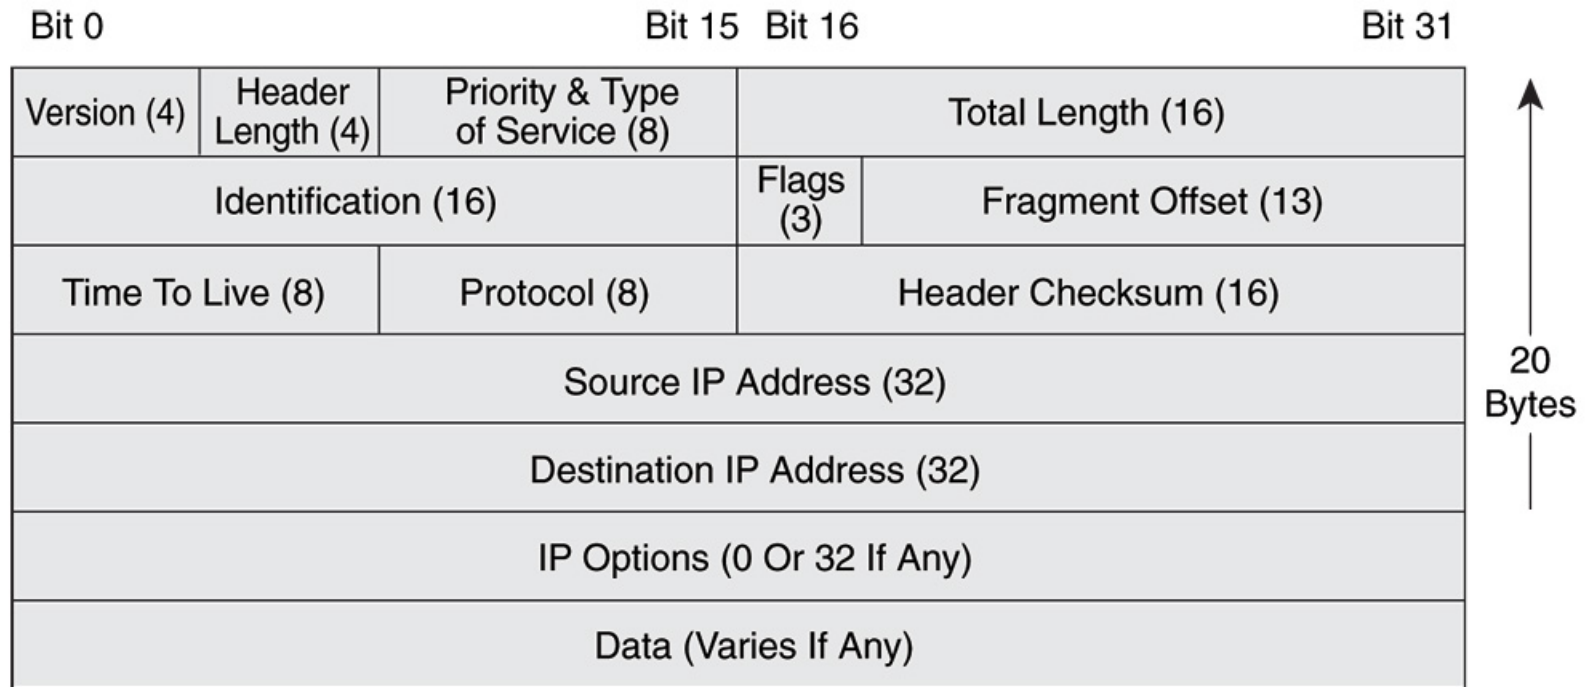 Bit 0 Bit 15 Bit 16 Bit 31
Version (4)
Header
Length (4)
Priority & Type
of Service (8)
Total Length (16)
Identification (16)
Flags
(3)
Fragment Offset (13)
Time To Live (8)
Protocol (8)
Header Checksum (16)
Source IP Address (32)
Destination IP Address (32)
IP Options (0 Or 32 If Any)
Data (Varies If Any)
20
Bytes